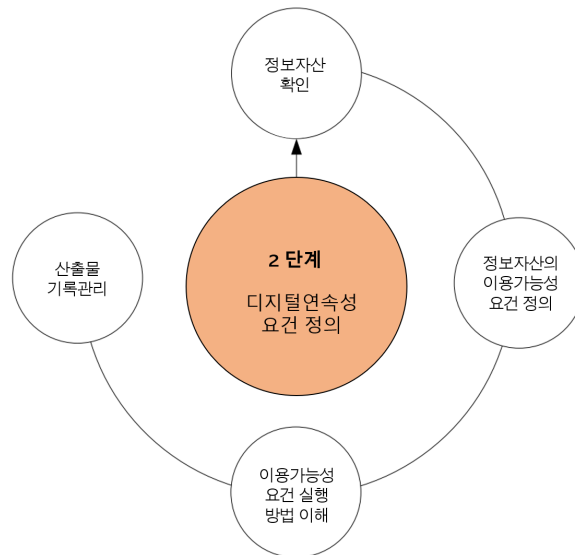 정보자산
확인
2 단계
디지털연속성
요건 정의
정보자산의
이용가능성
요건 정의
이용가능성
요건 실행
방법 이해
산출물
기록관리